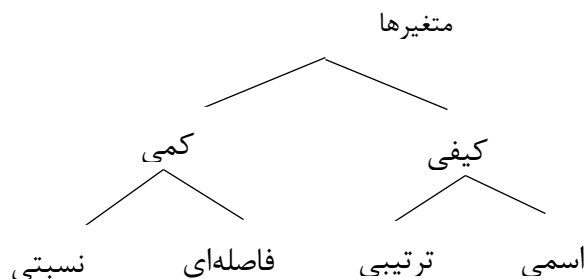 متغیرها
کیفی کمی
اسمی ترتیبی فاصله‌ای نسبتی